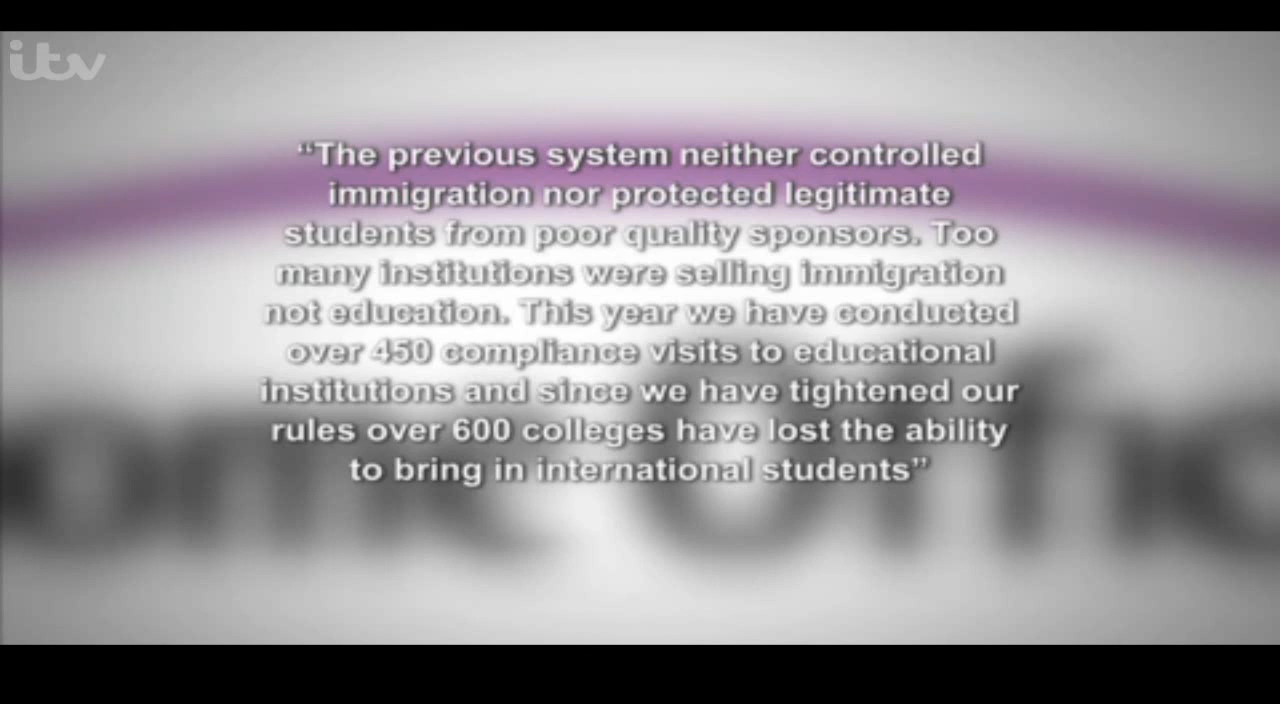 itv
“The previous system neither controlled
immigration nor protected legitimate
students from poor quality sponsors. Too
many institutions were selling immigration
not education. This year we have conducted
over 450 compliance visits to educational
institutions and since we have tightened our
rules over 600 colleges have lost the ability
to bring in international students”